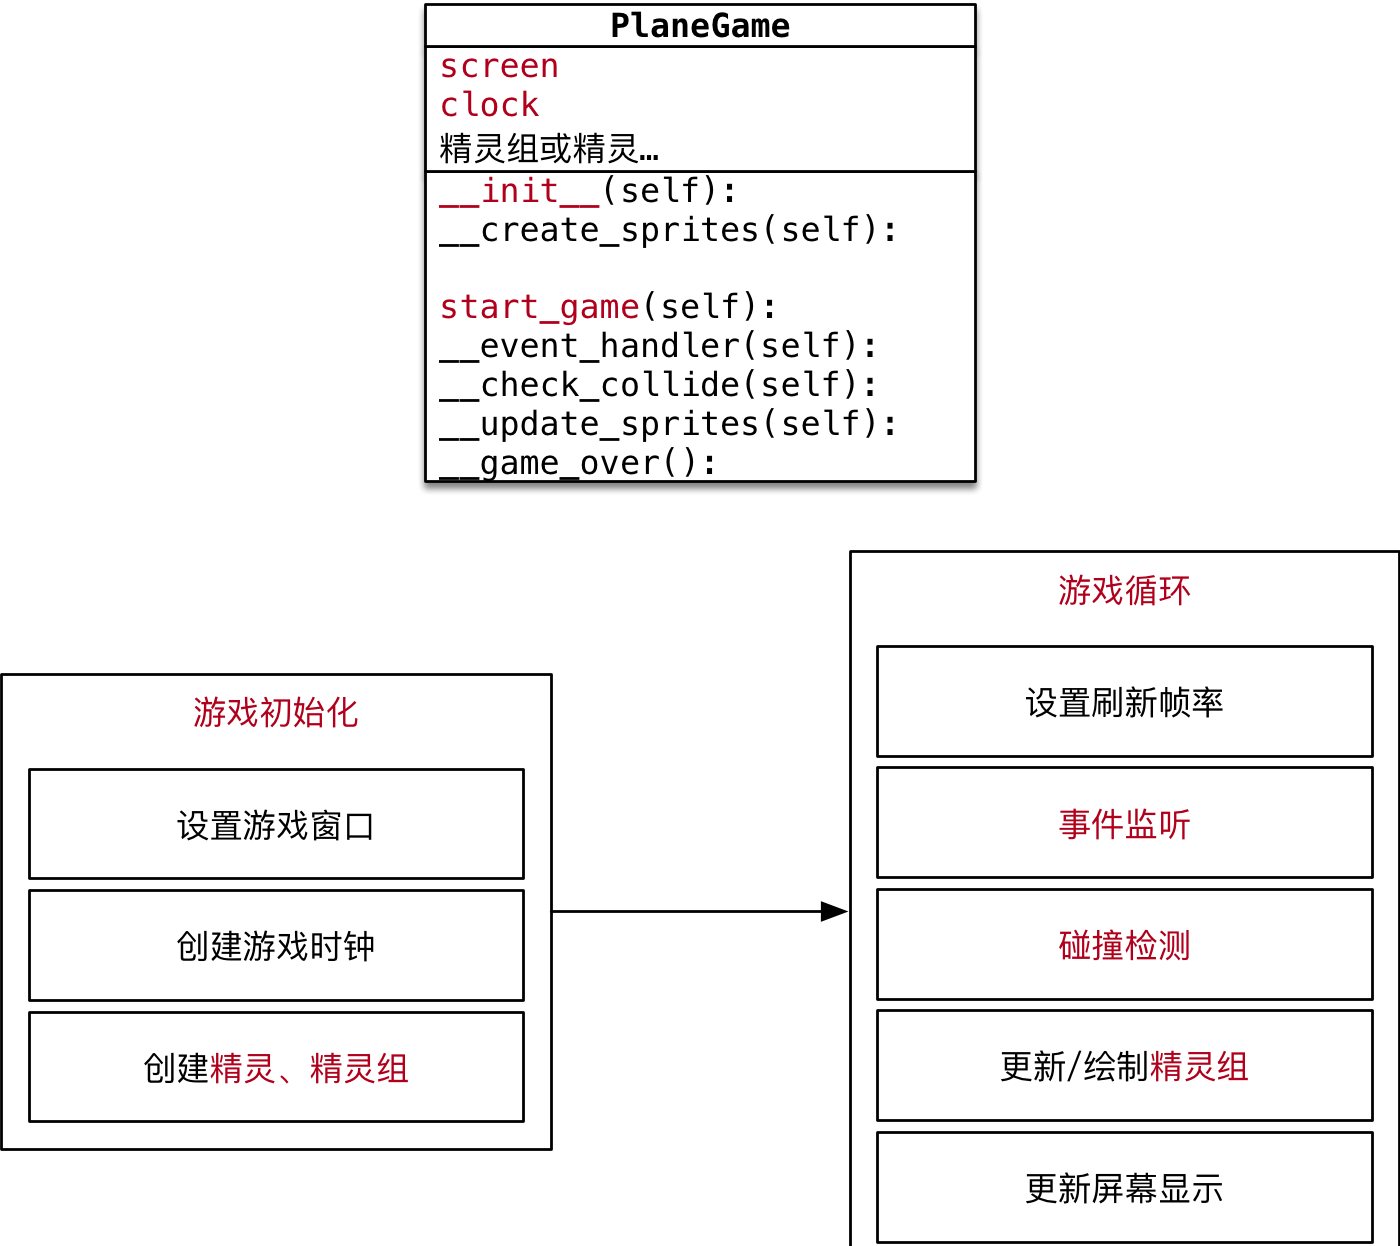 PlaneGame
screen
clock
精灵组或精灵…
__init__(self):
__create_sprites(self):
start_game(self):
__event_handler(self):
__check_collide(self):
__update_sprites(self):
__game_over():
游戏初始化
设置游戏窗口
创建游戏时钟
创建精灵、精灵组
游戏循环
设置刷新帧率
事件监听
碰撞检测
更新/绘制精灵组
更新屏幕显示